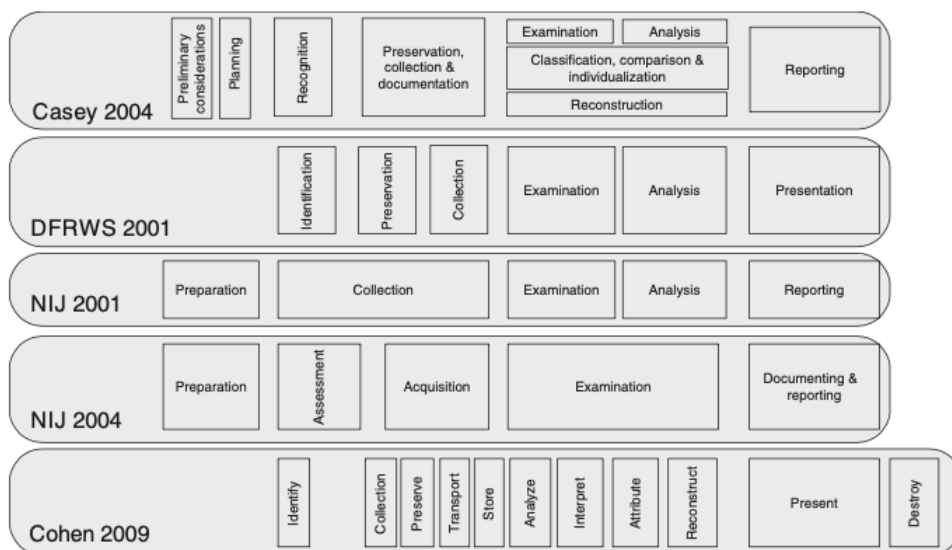 Casey 2004
Preliminary
considerations
Planning
Recognition
Preservation,
collection &
documentation
Examination
Analysis
Classification, comparison &
individualization
Reconstruction
Reporting
DFRWS 2001
Identification
Preservation
Collection
Examination
Analysis
Presentation
NIJ 2001
Preparation
Collection
Examination
Analysis
Reporting
NIJ 2004
Preparation
Assessment
Acquisition
Examination
Documenting &
reporting
Cohen 2009
Identify
Collection
Preserve
Transport
Store
Analyze
Interpret
Attribute
Reconstruct
Present
Destroy